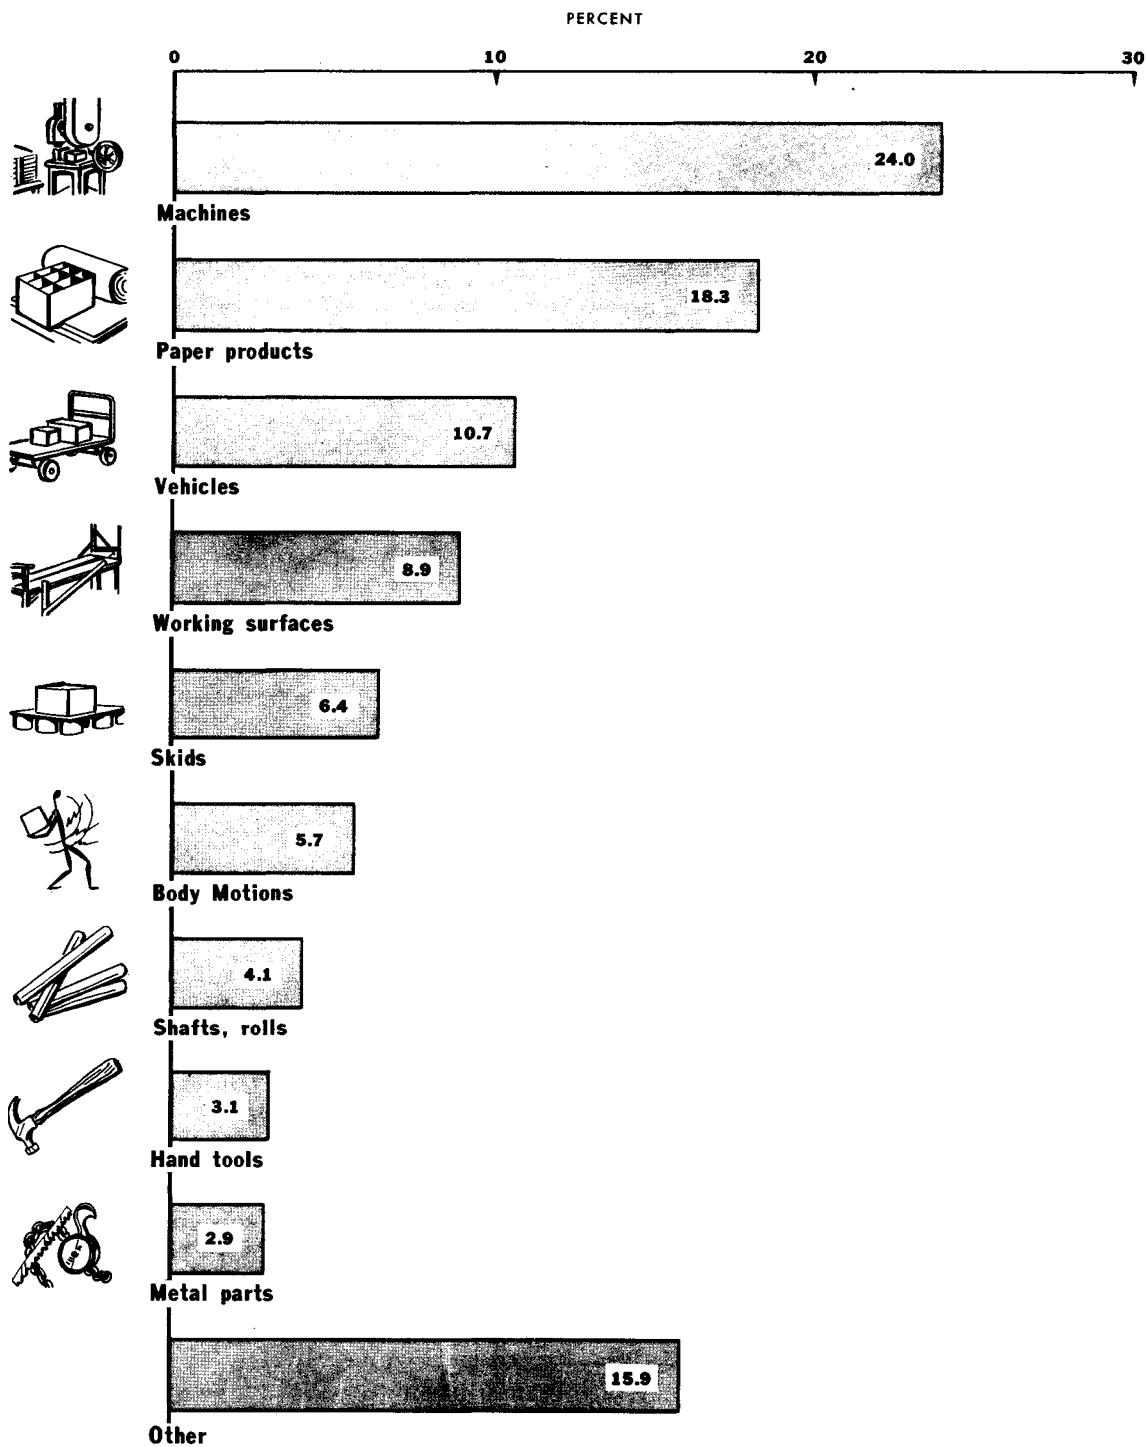 PERCENT
0 10 20 30
24.0
Machines
18.3
Paper products
10.7
Vehicles
8.9
Working surfaces
6.4
Skids
5.7
Body Motions
4.1
Shafts, rolls
3.1
Hand tools
2.9
Metal parts
15.9
Other